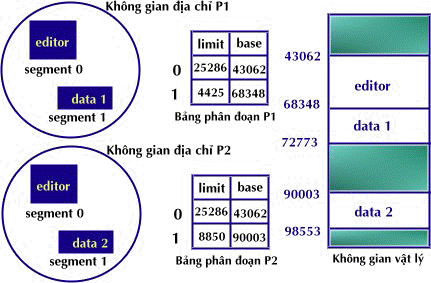 Không gian địa chỉ P1
editor
segment 0
data 1
segment 1
limit base
0 25286 43062
1 4425 68348
Bảng phân đoạn P1
Không gian địa chỉ P2
editor
segment 0
data 2
segment 1
limit base
0 25286 43062
1 8850 90003
Bảng phân đoạn P2
43062
editor
68348
data 1
72773
90003
data 2
98553
Không gian vật lý